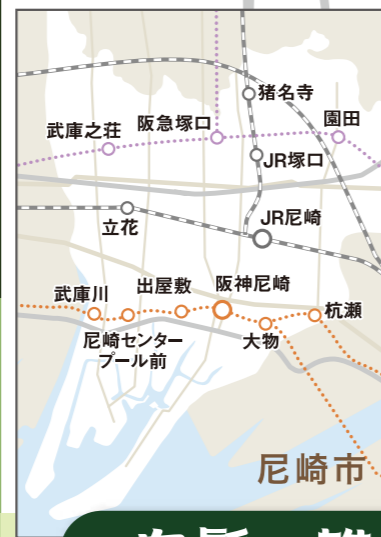 猪名寺
武庫之荘
阪急塚口
園田
JR塚口
立花
JR尼崎
武庫川
出屋敷
阪神尼崎
杭瀬
尼崎センター
プール前
大物
尼崎市